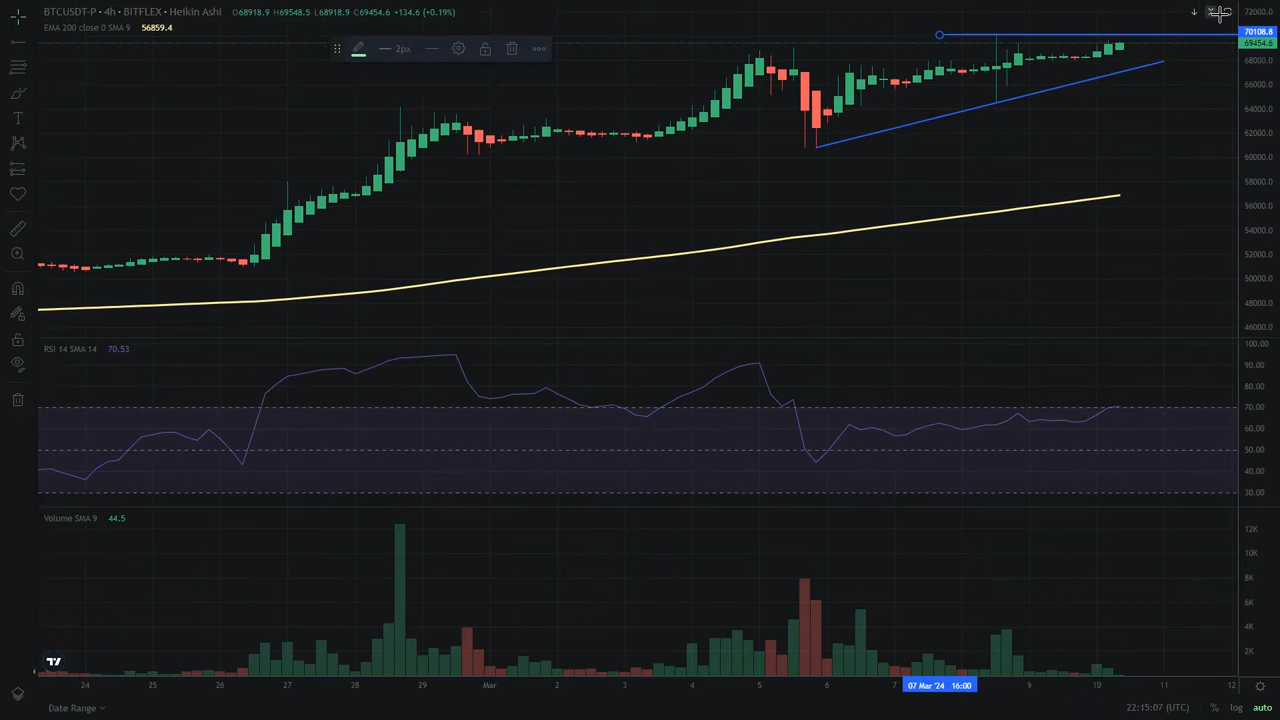 BTCUSDT-P • 4h • BITFLEX • Heikin Ashi O68918.9 H69548.5 L68918.9 C69454.6 +134.6 (+0.19%)
EMA 200 close 0 SMA 9 56859.4
2px
72000.0
70108.8
69454.6
68000.0
66000.0
64000.0
62000.0
60000.0
58000.0
56000.0
54000.0
52000.0
50000.0
48000.0
46000.0
RSI 14 SMA 14 70.53
100.00
90.00
80.00
70.00
60.00
50.00
40.00
30.00
Volume SMA 9 44.5
12K
10K
8K
6K
4K
2K
24 25 26 27 28 29 Mar 2 3 4 5 6 7 07 Mar '24 16:00 9 10 11 12
Date Range 22:15:07 (UTC) % log auto